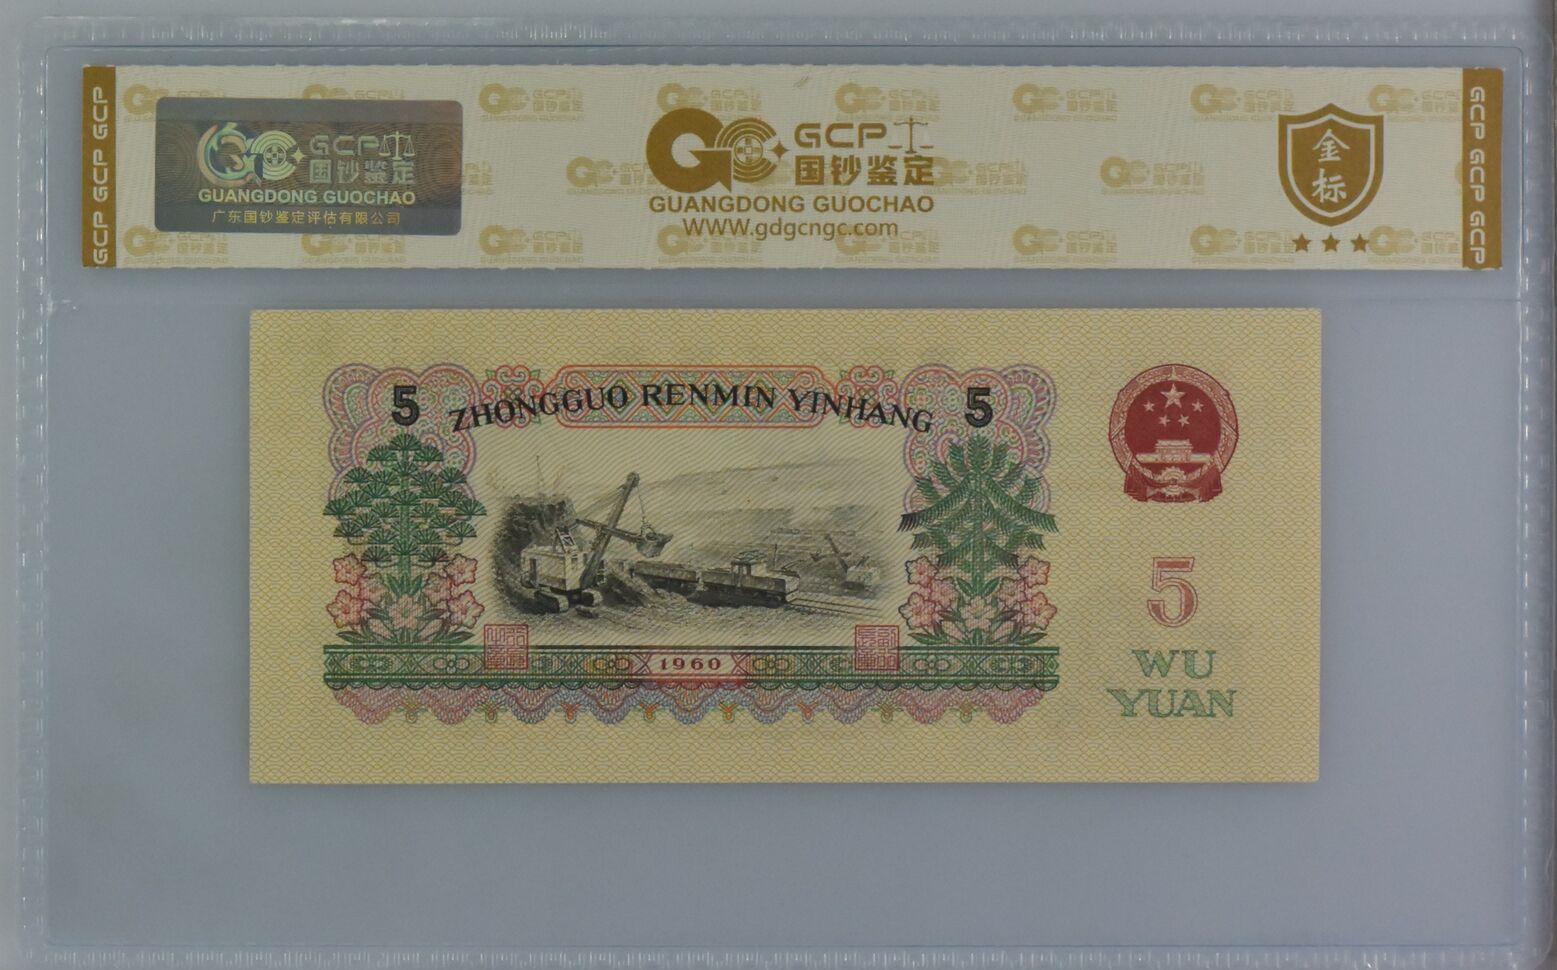 GCP GCP GCP
GCP
国钞鉴定
GUANGDONG GUOCHAO
广东国钞鉴定评估有限公司
GCP
国钞鉴定
GUANGDONG GUOCHAO
WWW.gdgcngc.com
金标
GCP GCP GCP
5 ZHONGGUO RENMIN YINHANG 5
1960
5
WU
YUAN